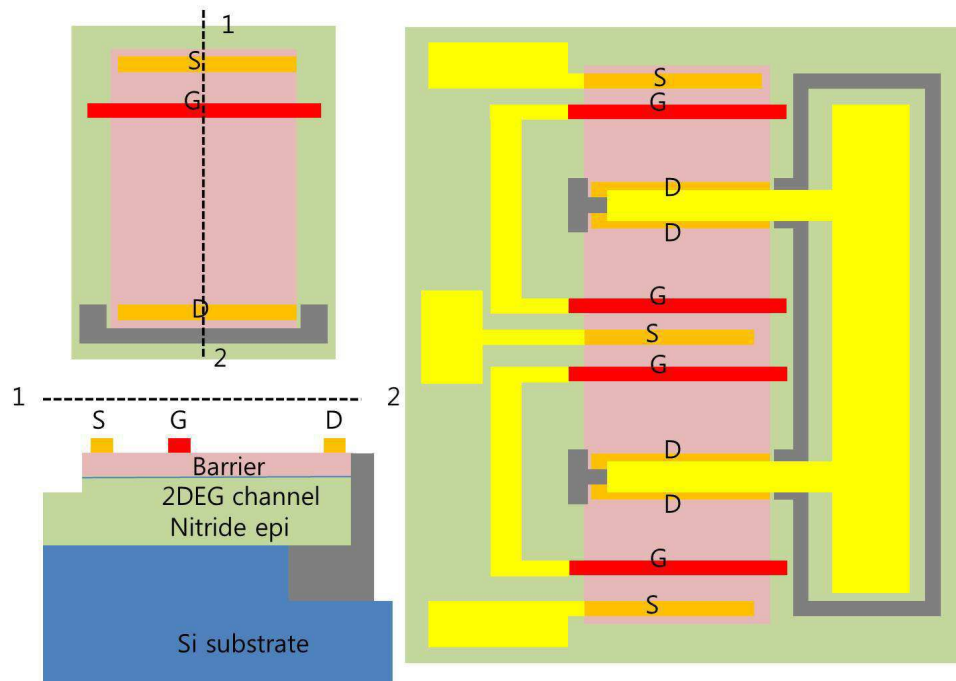 1
S
G
D
2
1 2
S G D
Barrier
2DEG channel
Nitride epi
Si substrate
S
G
D
D
G
S
G
D
D
G
S